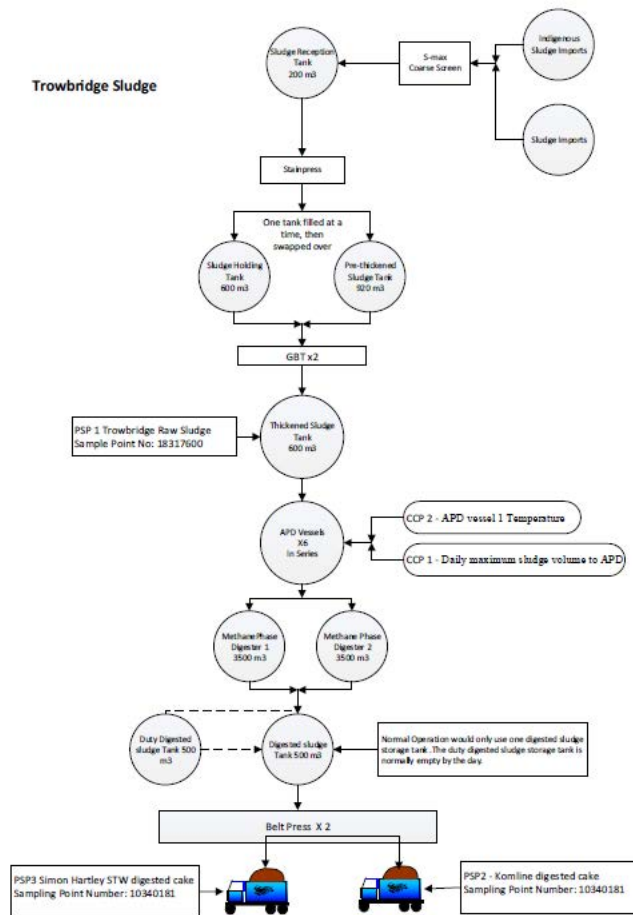 Trowbridge Sludge
Sludge Reception
Tank
200 m3
S-max
Coarse Screen
Indigenous
Sludge Imports
Sludge Imports
Stainpress
One tank filled at a
time, then
swapped over
Sludge Holding
Tank
600 m3
Pre-thickened
Sludge Tank
920 m3
GBT x2
PSP 1 Trowbridge Raw Sludge
Sample Point No: 18317600
Thickened Sludge
Tank
600 m3
APD Vessels
X6
In Series
CCP 2 - APD vessel 1 Temperature
CCP 1 - Daily maximum sludge volume to APD
Methane Phase
Digester 1
3500 m3
Methane Phase
Digester 2
3500 m3
Duty Digested
sludge Tank 500
m3
Digested sludge
Tank 500 m3
Normal Operation would only use one digested sludge
storage tank .The duty digested sludge storage tank is
normally empty by the day.
Belt Press X 2
PSP3 Simon Hartley STW digested cake
Sampling Point Number: 10340181
PSP2 - Komline digested cake
Sampling Point Number: 10340181